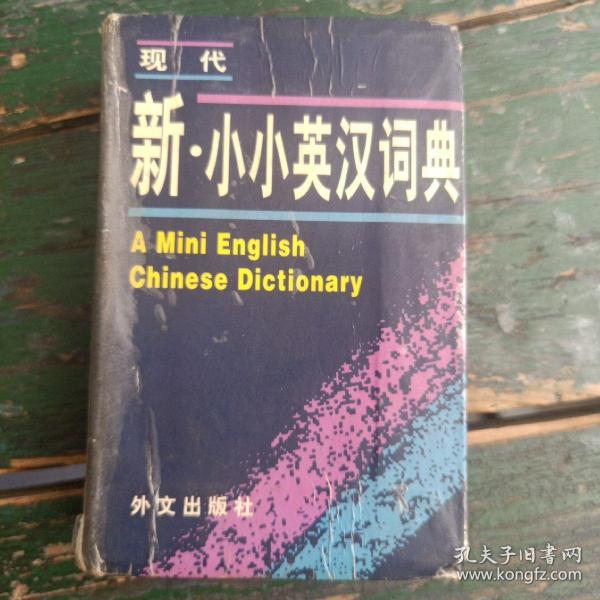 现代
新·小小英汉词典
A Mini English
Chinese Dictionary
外文出版社
孔夫子旧書网
www.kongfz.com